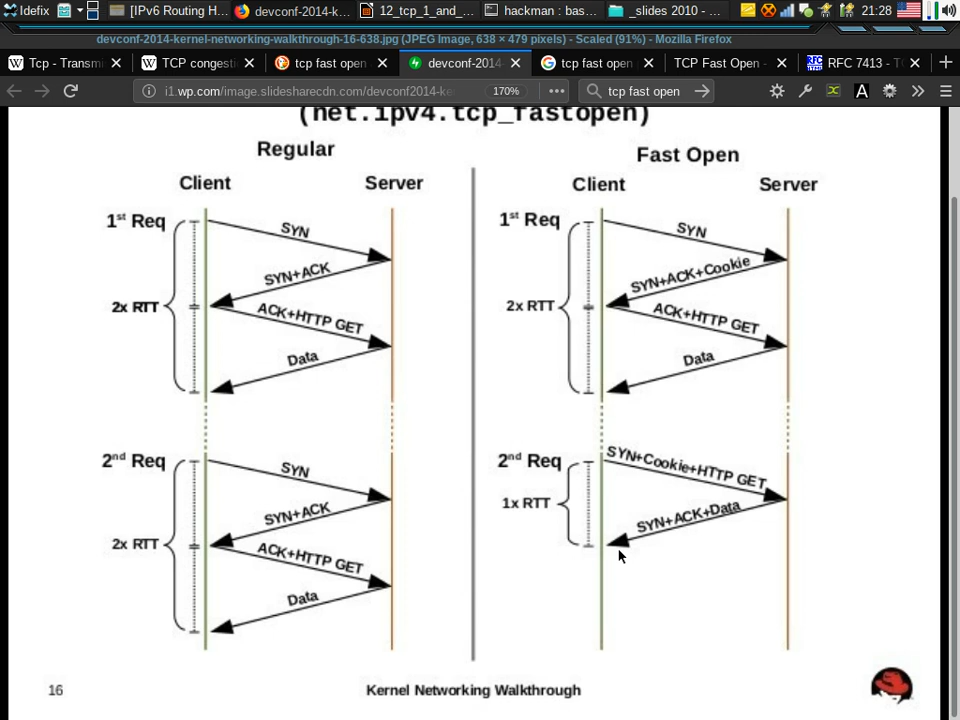 Idefix
[IPv6 Routing H...
devconf-2014-k...
12_tcp_1_and_...
hackman : bas...
_slides 2010 - ...
21:28
devconf-2014-kernel-networking-walkthrough-16-638.jpg (JPEG Image, 638 × 479 pixels) - Scaled (91%) - Mozilla Firefox
Tcp - Transmi
TCP congesti
tcp fast open
devconf-2014-
tcp fast open
TCP Fast Open -
RFC 7413 - T
i1.wp.com/image.slidesharecdn.com/devconf2014-ke
170%
tcp fast open
(net.ipv4.tcp_fastopen)
Regular
Fast Open
Client
Server
Client
Server
1st Req
SYN
SYN+ACK
2x RTT
ACK+HTTP GET
Data
1st Req
SYN
SYN+ACK+Cookie
2x RTT
ACK+HTTP GET
Data
2nd Req
SYN
SYN+ACK
2x RTT
ACK+HTTP GET
Data
2nd Req
SYN+Cookie+HTTP GET
1x RTT
SYN+ACK+Data
16
Kernel Networking Walkthrough